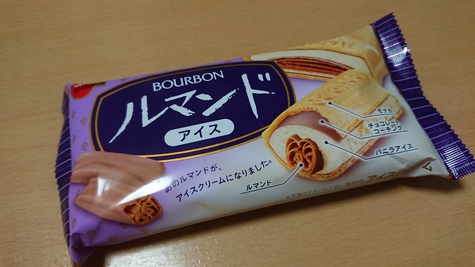 BOURBON
ルマンド
アイス
あのルマンドが、
アイスクリームになりました。
モナカ
チョコレート
コーチング
バニラアイス
ルマンド